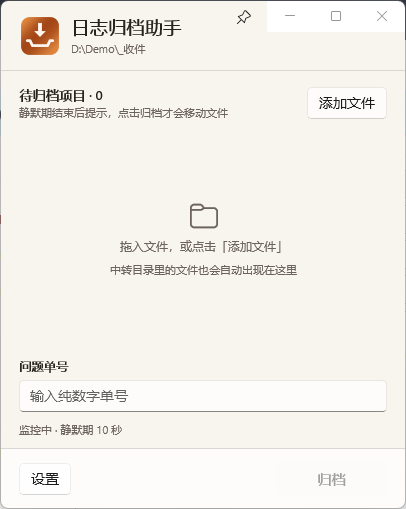 日志归档助手
D:\Demo\_收件
待归档项目 · 0
静默期结束后提示，点击归档才会移动文件
添加文件
拖入文件，或点击「添加文件」
中转目录里的文件也会自动出现在这里
问题单号
输入纯数字单号
监控中 · 静默期 10 秒
设置
归档